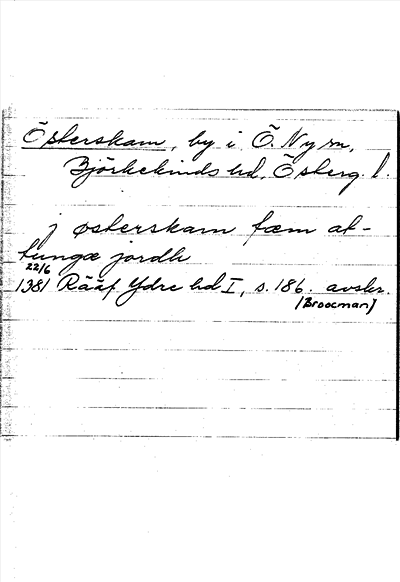 Österskam, by i Ö. Ny sn,
Björkekinds hd, Österg. l.
j østerskam fæm at-
tungæ jordh
22/6
1381 Rääf Ydre hd I, s. 186. avskr.
(Broocman)